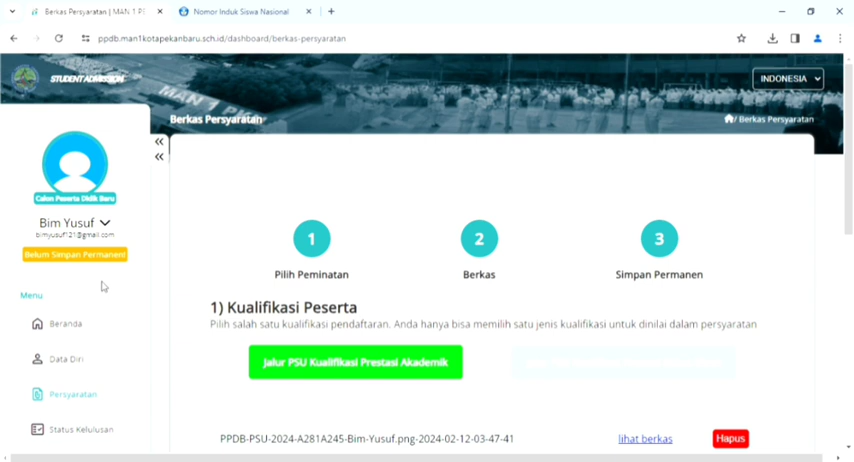 Berkas Persyaratan | MAN 1 P
Nomor Induk Siswa Nasional
ppdb.man1kotapekanbaru.sch.id/dashboard/berkas-persyaratan
STUDENT ADMISSION
INDONESIA
Berkas Persyaratan
/ Berkas Persyaratan
Calon Peserta Didik Baru
Bim Yusuf
bimyusuf121@gmail.com
Belum Simpan Permanen!
Menu
Beranda
Data Diri
Persyaratan
Status Kelulusan
1
2
3
Pilih Peminatan
Berkas
Simpan Permanen
1) Kualifikasi Peserta
Pilih salah satu kualifikasi pendaftaran. Anda hanya bisa memilih satu jenis kualifikasi untuk dinilai dalam persyaratan
Jalur PSU Kualifikasi Prestasi Akademik
PPDB-PSU-2024-A281A245-Bim-Yusuf.png-2024-02-12-03-47-41
lihat berkas
Hapus